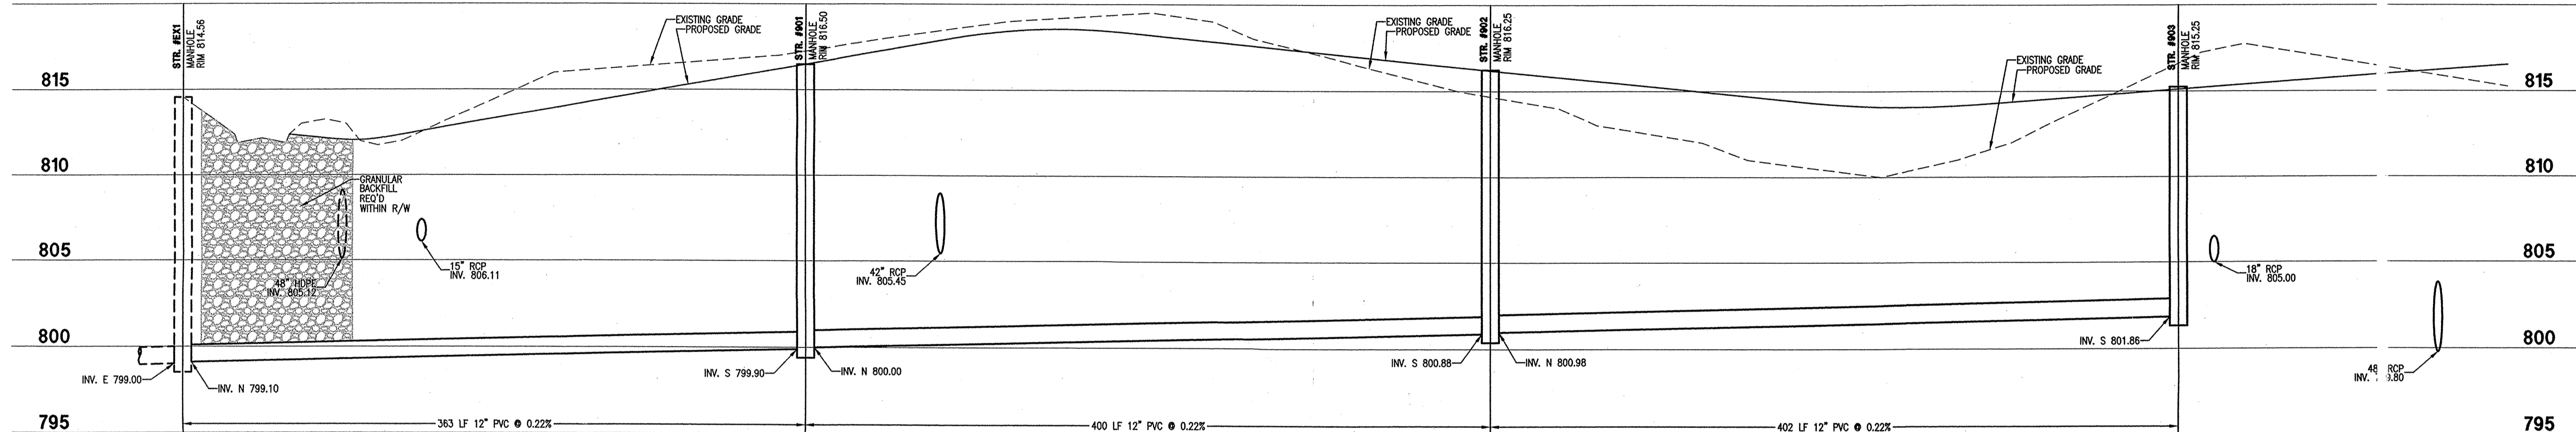 STR. #EX1
MANHOLE
RIM 814.56
EXISTING GRADE
PROPOSED GRADE
STR. #901
MANHOLE
RIM 816.50
EXISTING GRADE
PROPOSED GRADE
STR. #902
MANHOLE
RIM 816.25
EXISTING GRADE
PROPOSED GRADE
STR. #903
MANHOLE
RIM 815.25
815
815
810
810
GRANULAR
BACKFILL
REQ'D
WITHIN R/W
805
805
48" HDPE
INV. 805.12
15" RCP
INV. 806.11
42" RCP
INV. 805.45
18" RCP
INV. 805.00
800
800
INV. E 799.00
INV. N 799.10
INV. S 799.90
INV. N 800.00
INV. S 800.88
INV. N 800.98
INV. S 801.86
48 RCP
INV. 9.80
795
795
363 LF 12" PVC @ 0.22%
400 LF 12" PVC @ 0.22%
402 LF 12" PVC @ 0.22%